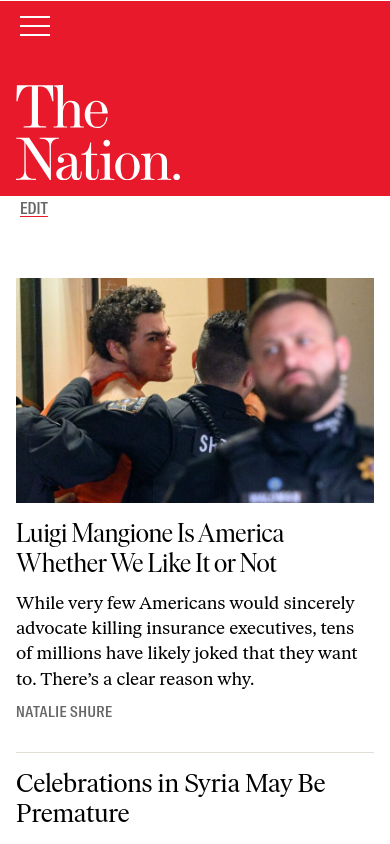 The
Nation.
EDIT
Luigi Mangione Is America
Whether We Like It or Not
While very few Americans would sincerely
advocate killing insurance executives, tens
of millions have likely joked that they want
to. There’s a clear reason why.
NATALIE SHURE
Celebrations in Syria May Be
Premature